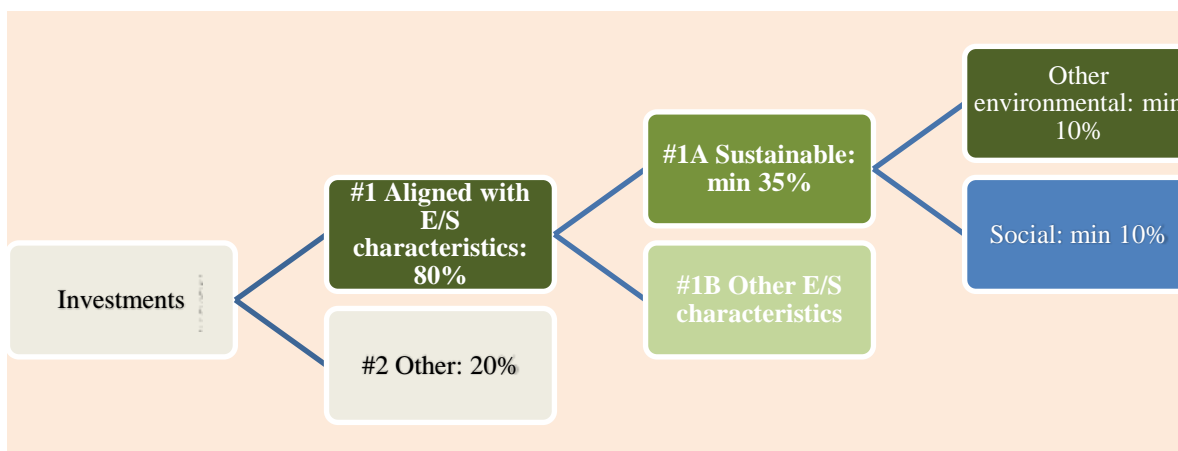 Investments
#1 Aligned with
E/S
characteristics:
80%
#2 Other: 20%
#1A Sustainable:
min 35%
#1B Other E/S
characteristics
Other
environmental: min
10%
Social: min 10%